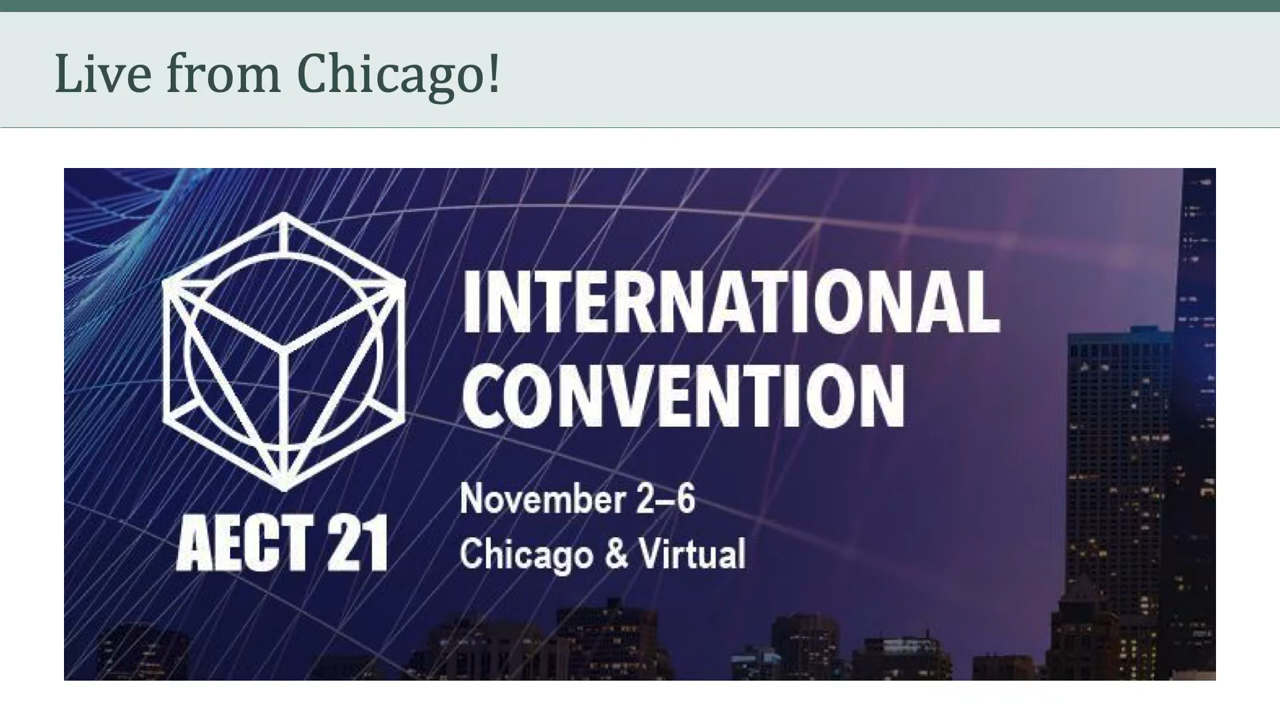 Live from Chicago!
INTERNATIONAL
CONVENTION
November 2–6
Chicago & Virtual
AECT 21